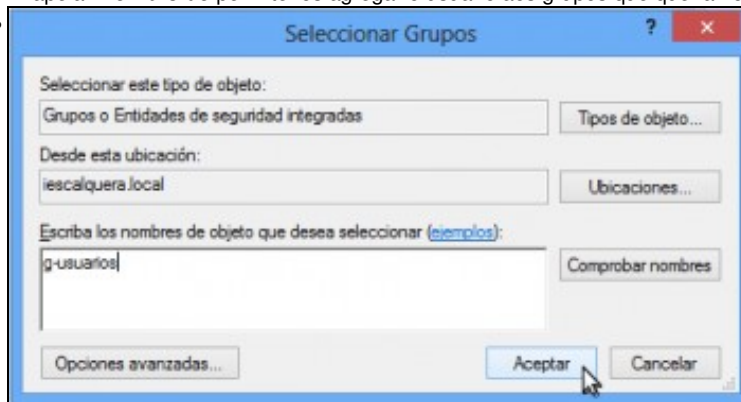 Seleccionar Grupos
?
Seleccionar este tipo de objeto:
Grupos o Entidades de seguridad integradas
Tipos de objeto...
Desde esta ubicación:
iescalquera.local
Ubicaciones...
Escriba los nombres de objeto que desea seleccionar (ejemplos):
g-usuarios
Comprobar nombres
Opciones avanzadas...
Aceptar
Cancelar